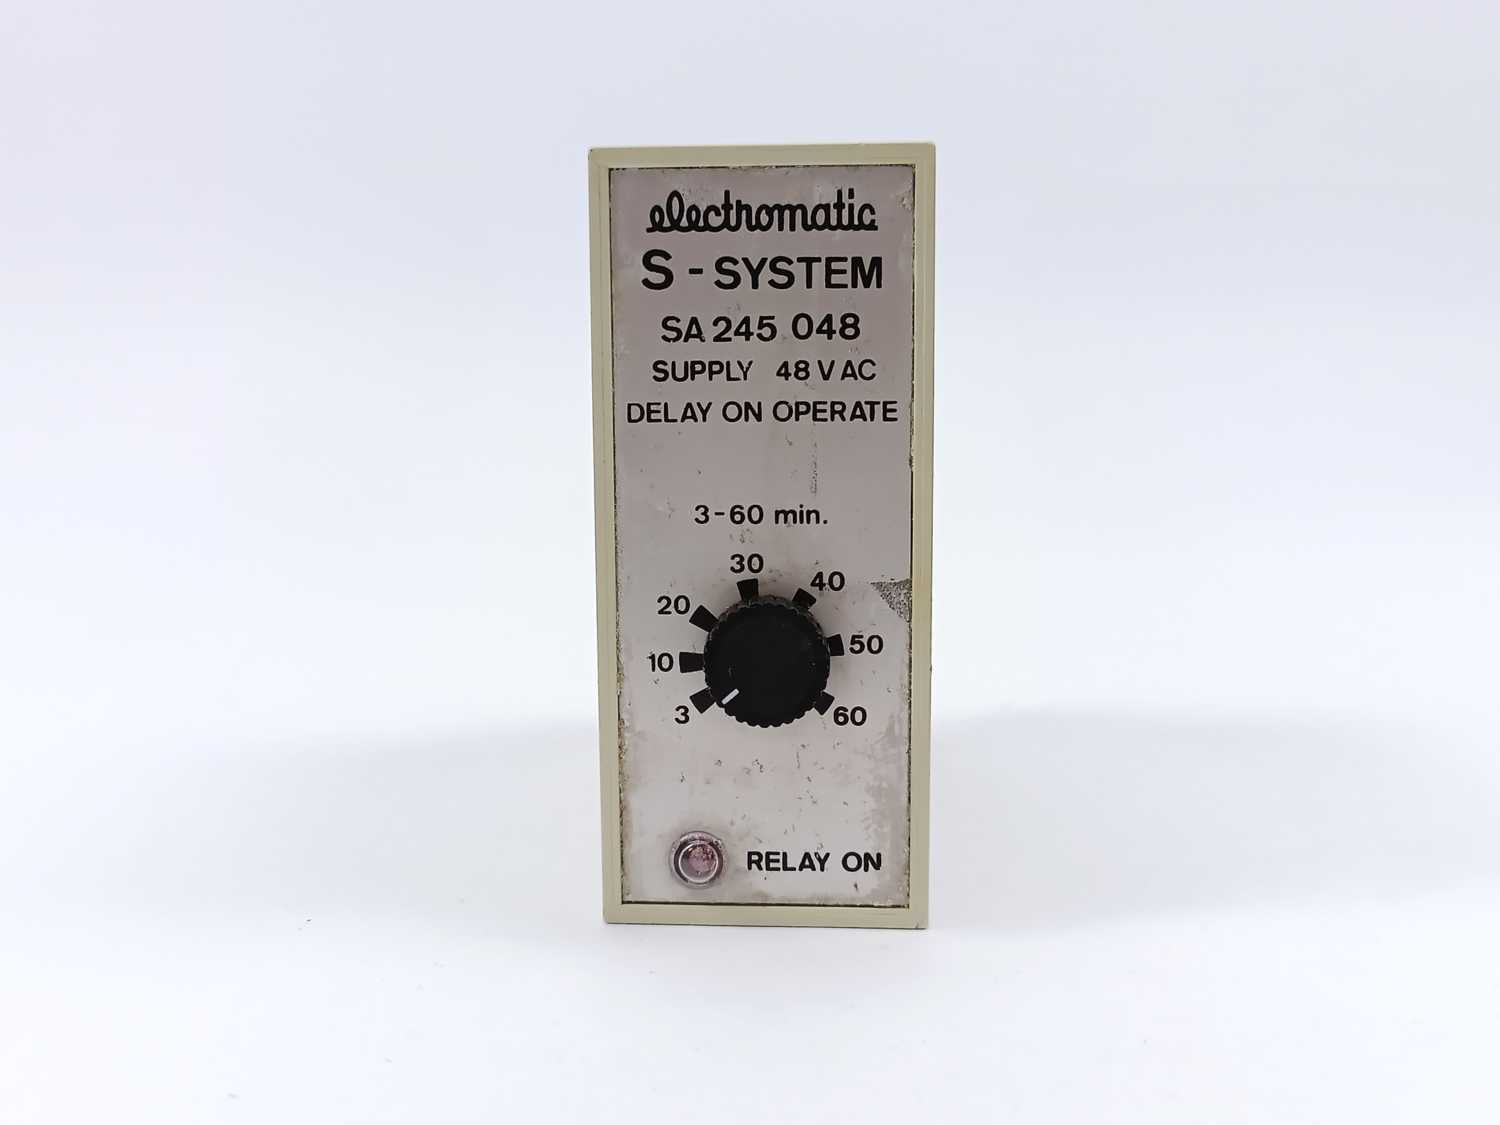 electromatic
S - SYSTEM
SA 245 048
SUPPLY 48 V AC
DELAY ON OPERATE
3-60 min.
30
20 40
10 50
3 60
RELAY ON